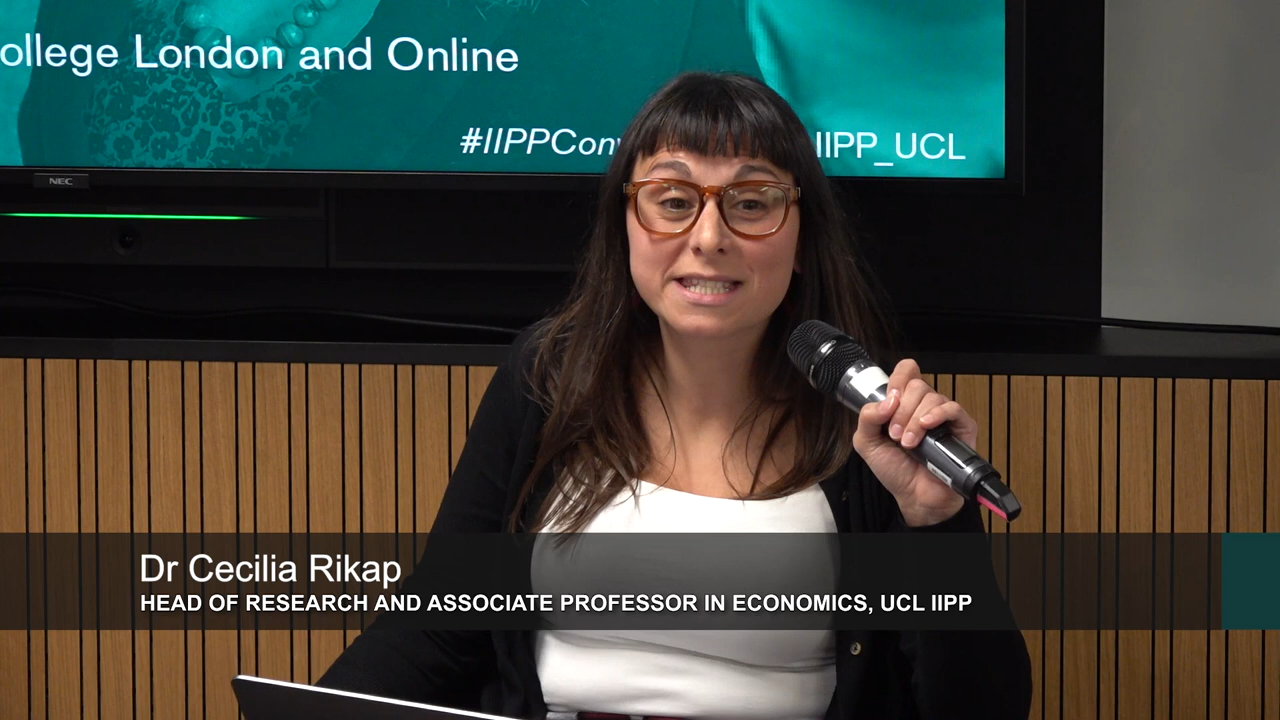 ollege London and Online
#IIPPConv
IIPP_UCL
NEC
Dr Cecilia Rikap
HEAD OF RESEARCH AND ASSOCIATE PROFESSOR IN ECONOMICS, UCL IIPP